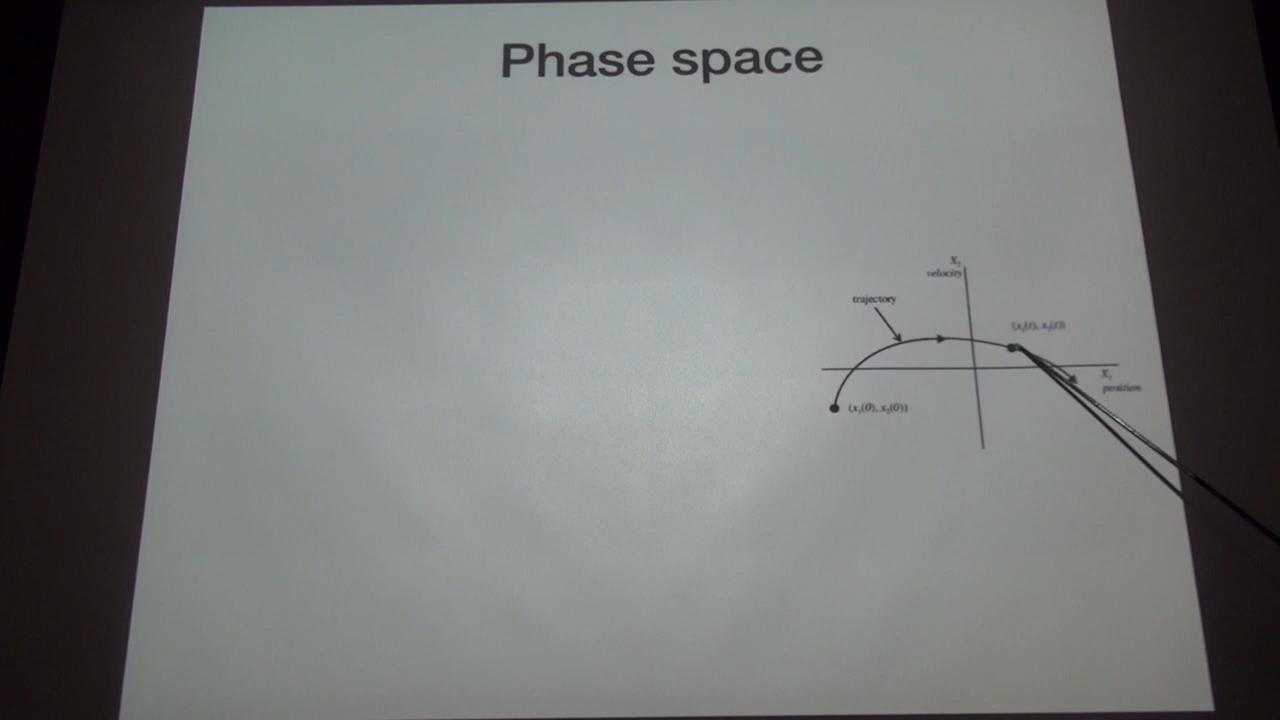 Phase space
X₂
velocity
trajectory
(x₁(t), x₂(t))
X₁
position
(x₁(0), x₂(0))